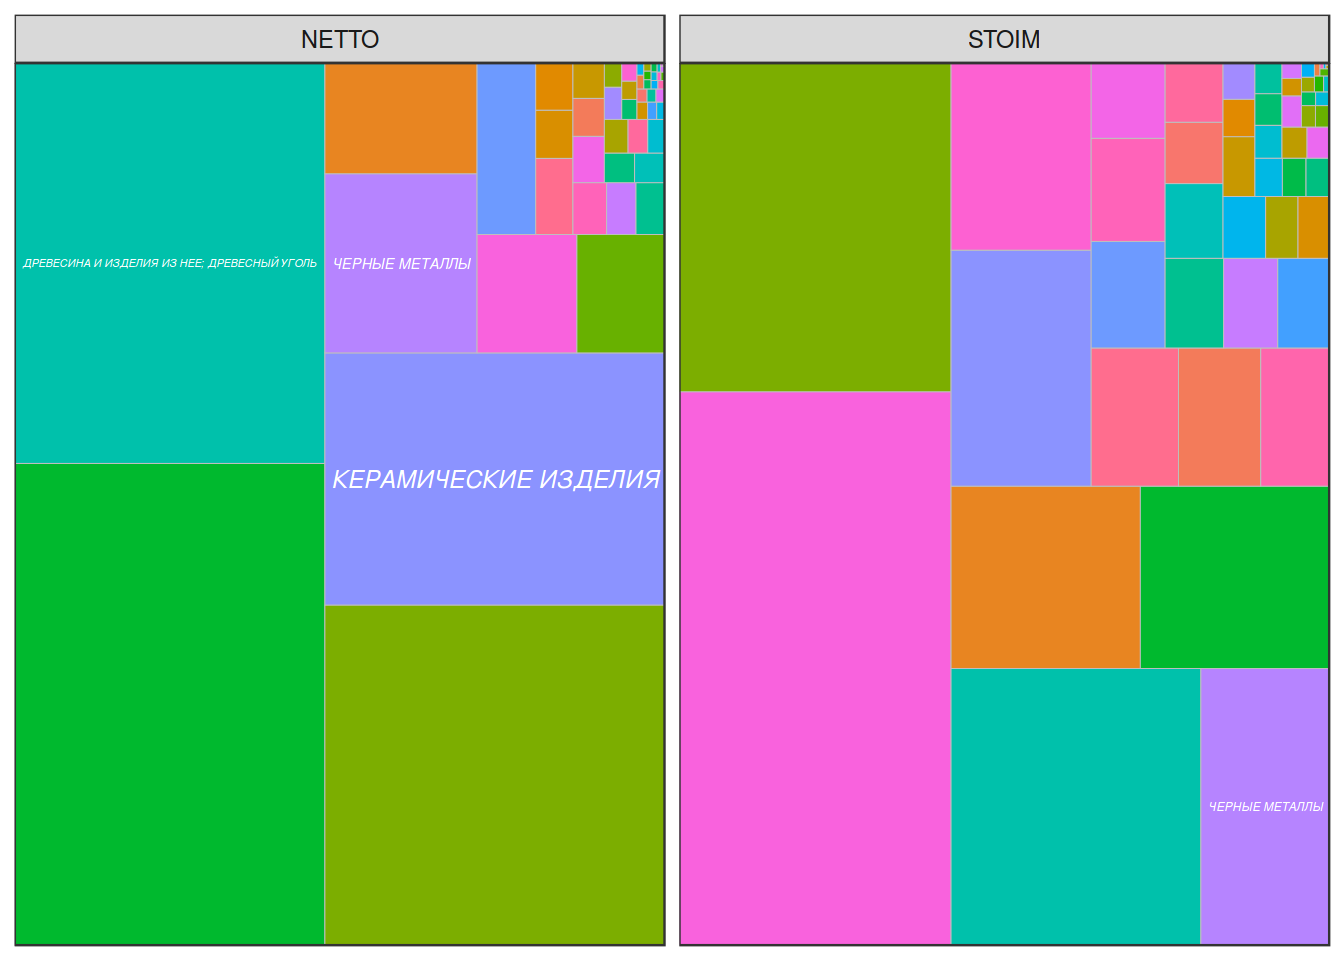 NETTO
STOIM
ДРЕВЕСИНА И ИЗДЕЛИЯ ИЗ НЕЕ; ДРЕВЕСНЫЙ УГОЛЬ
ЧЕРНЫЕ МЕТАЛЛЫ
КЕРАМИЧЕСКИЕ ИЗДЕЛИЯ
ЧЕРНЫЕ МЕТАЛЛЫ